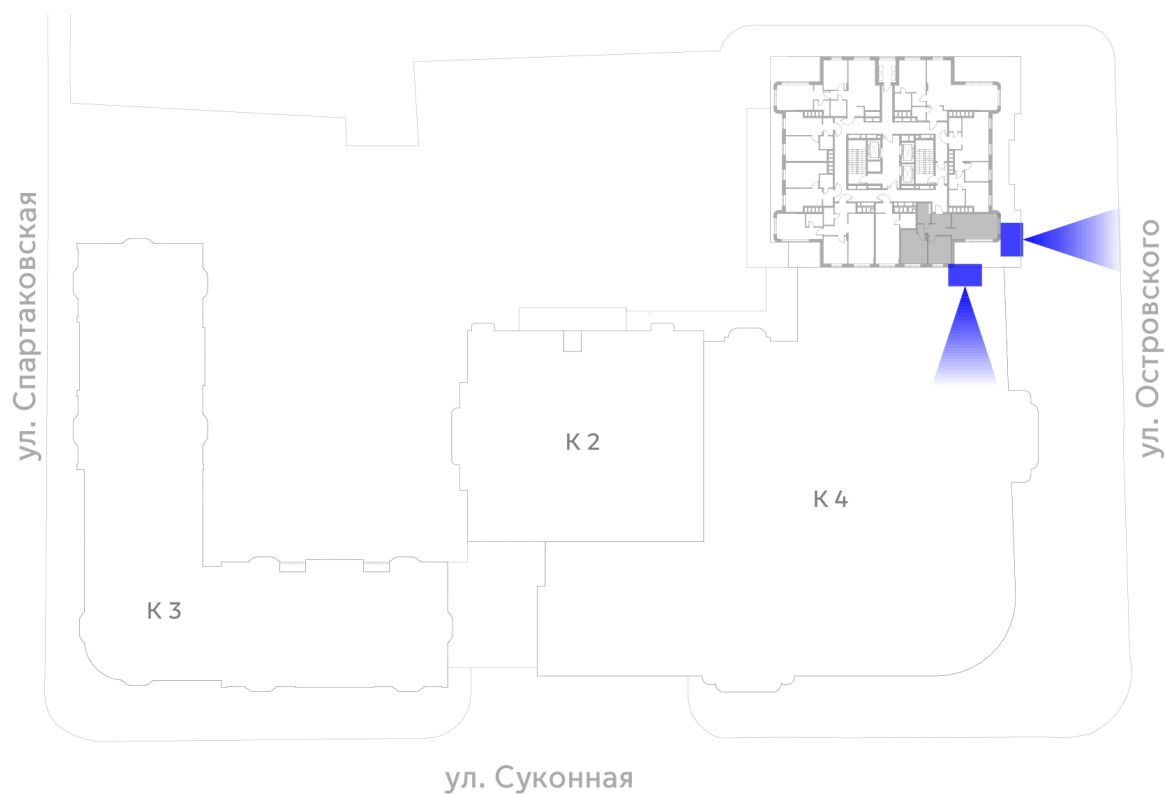 ул. Спартаковская
ул. Островского
К 2
К 4
К 3
ул. Суконная